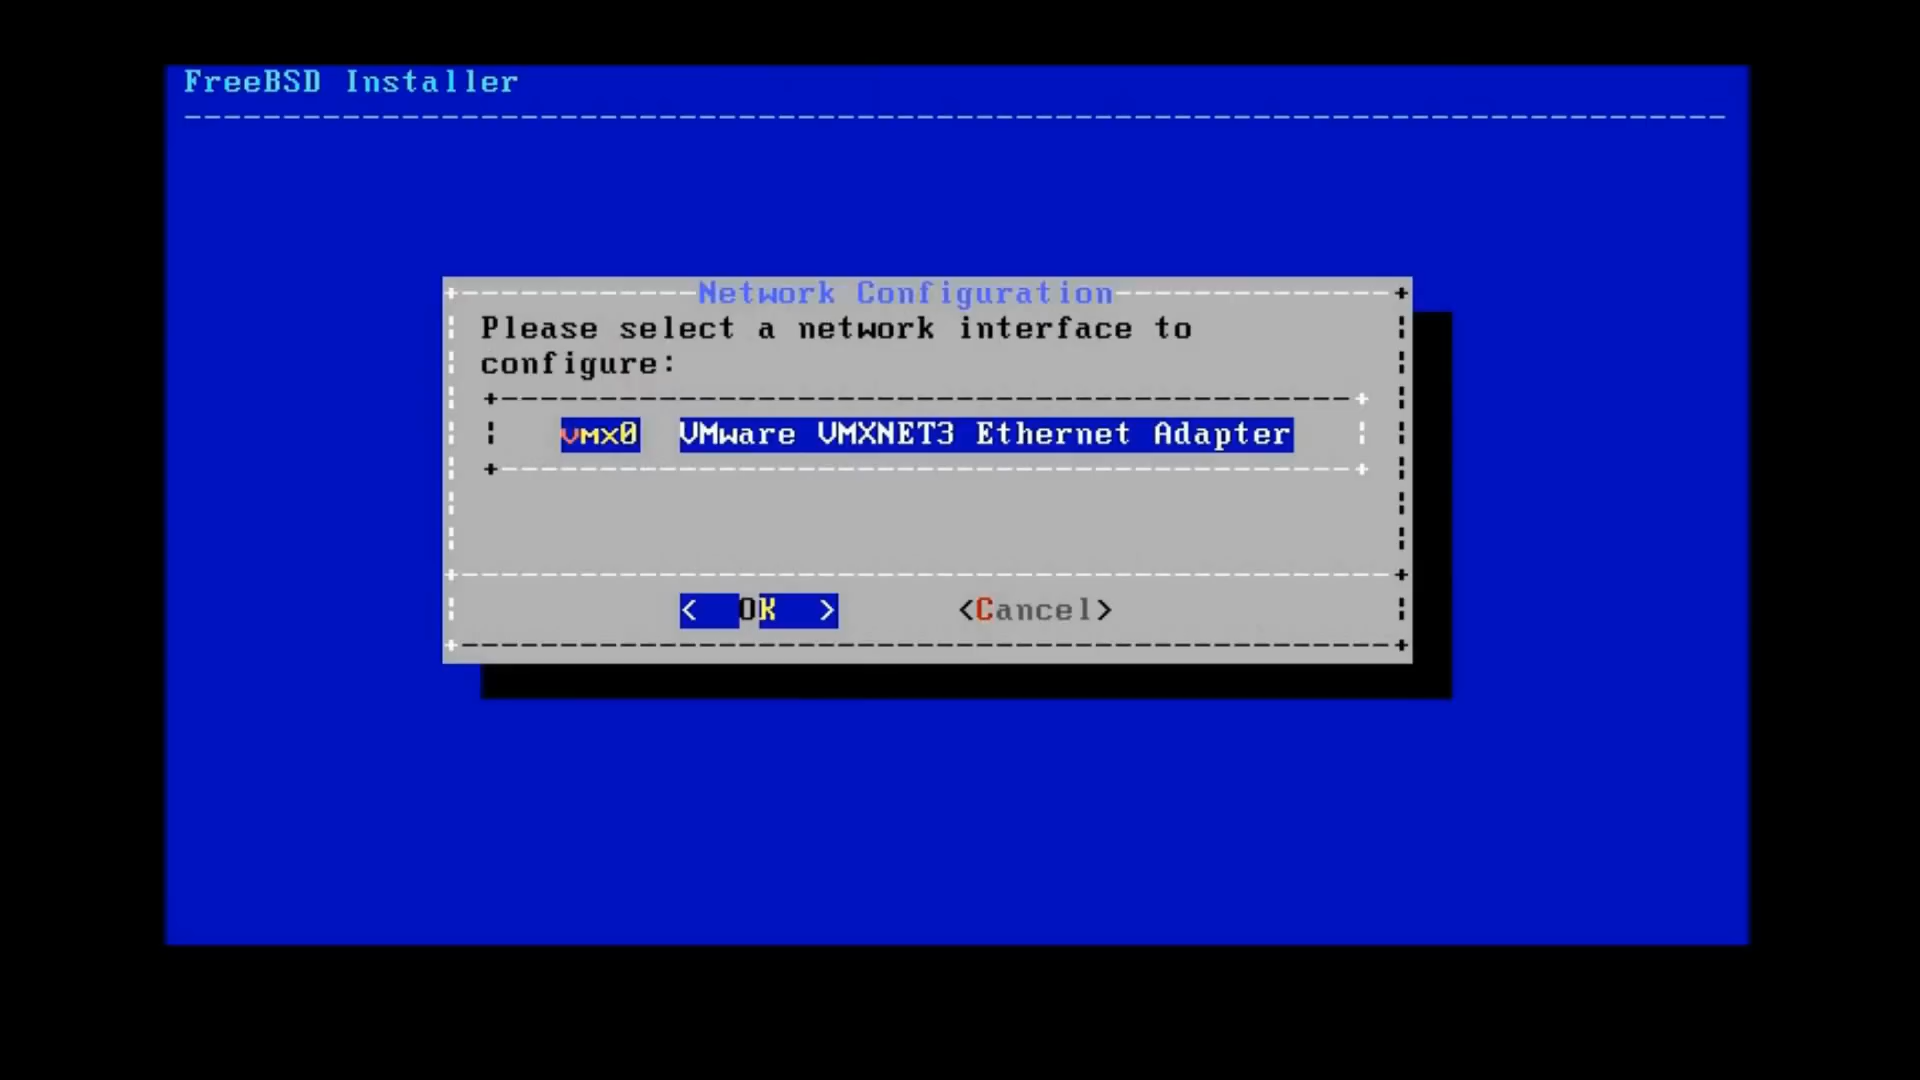 FreeBSD Installer
Network Configuration
Please select a network interface to
configure:
vmx0 VMware VMXNET3 Ethernet Adapter
< OK > <Cancel>